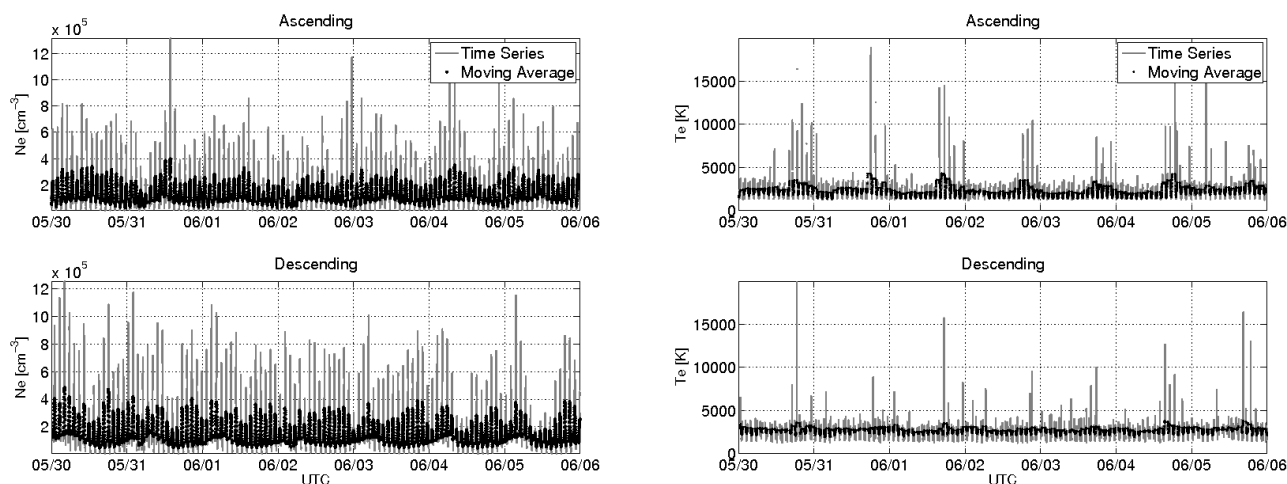 Ascending
x 10^5
Ne [cm^-3]
12
10
8
6
4
2
Time Series
Moving Average
05/30 05/31 06/01 06/02 06/03 06/04 06/05 06/06
Ascending
Te [K]
15000
10000
5000
0
Time Series
Moving Average
05/30 05/31 06/01 06/02 06/03 06/04 06/05 06/06
Descending
x 10^5
Ne [cm^-3]
12
10
8
6
4
2
05/30 05/31 06/01 06/02 06/03 06/04 06/05 06/06
UTC
Descending
Te [K]
15000
10000
5000
0
05/30 05/31 06/01 06/02 06/03 06/04 06/05 06/06
UTC